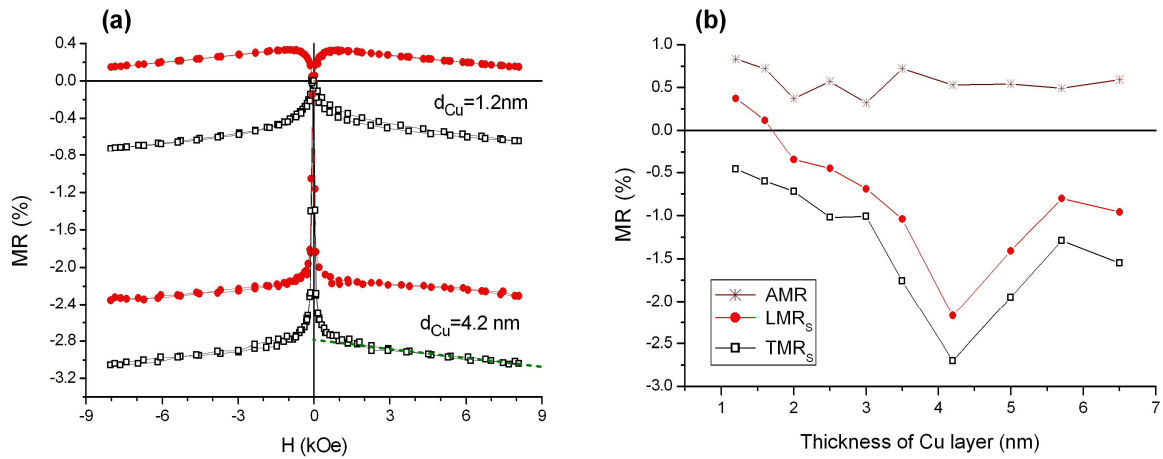 (a)
0.4
0.0
-0.4
-0.8
-1.2
-1.6
-2.0
-2.4
-2.8
-3.2
MR (%)
d_Cu=1.2nm
d_Cu=4.2 nm
-9 -6 -3 0 3 6 9
H (kOe)
(b)
1.0
0.5
0.0
-0.5
-1.0
-1.5
-2.0
-2.5
-3.0
MR (%)
AMR
LMR_S
TMR_S
1 2 3 4 5 6 7
Thickness of Cu layer (nm)